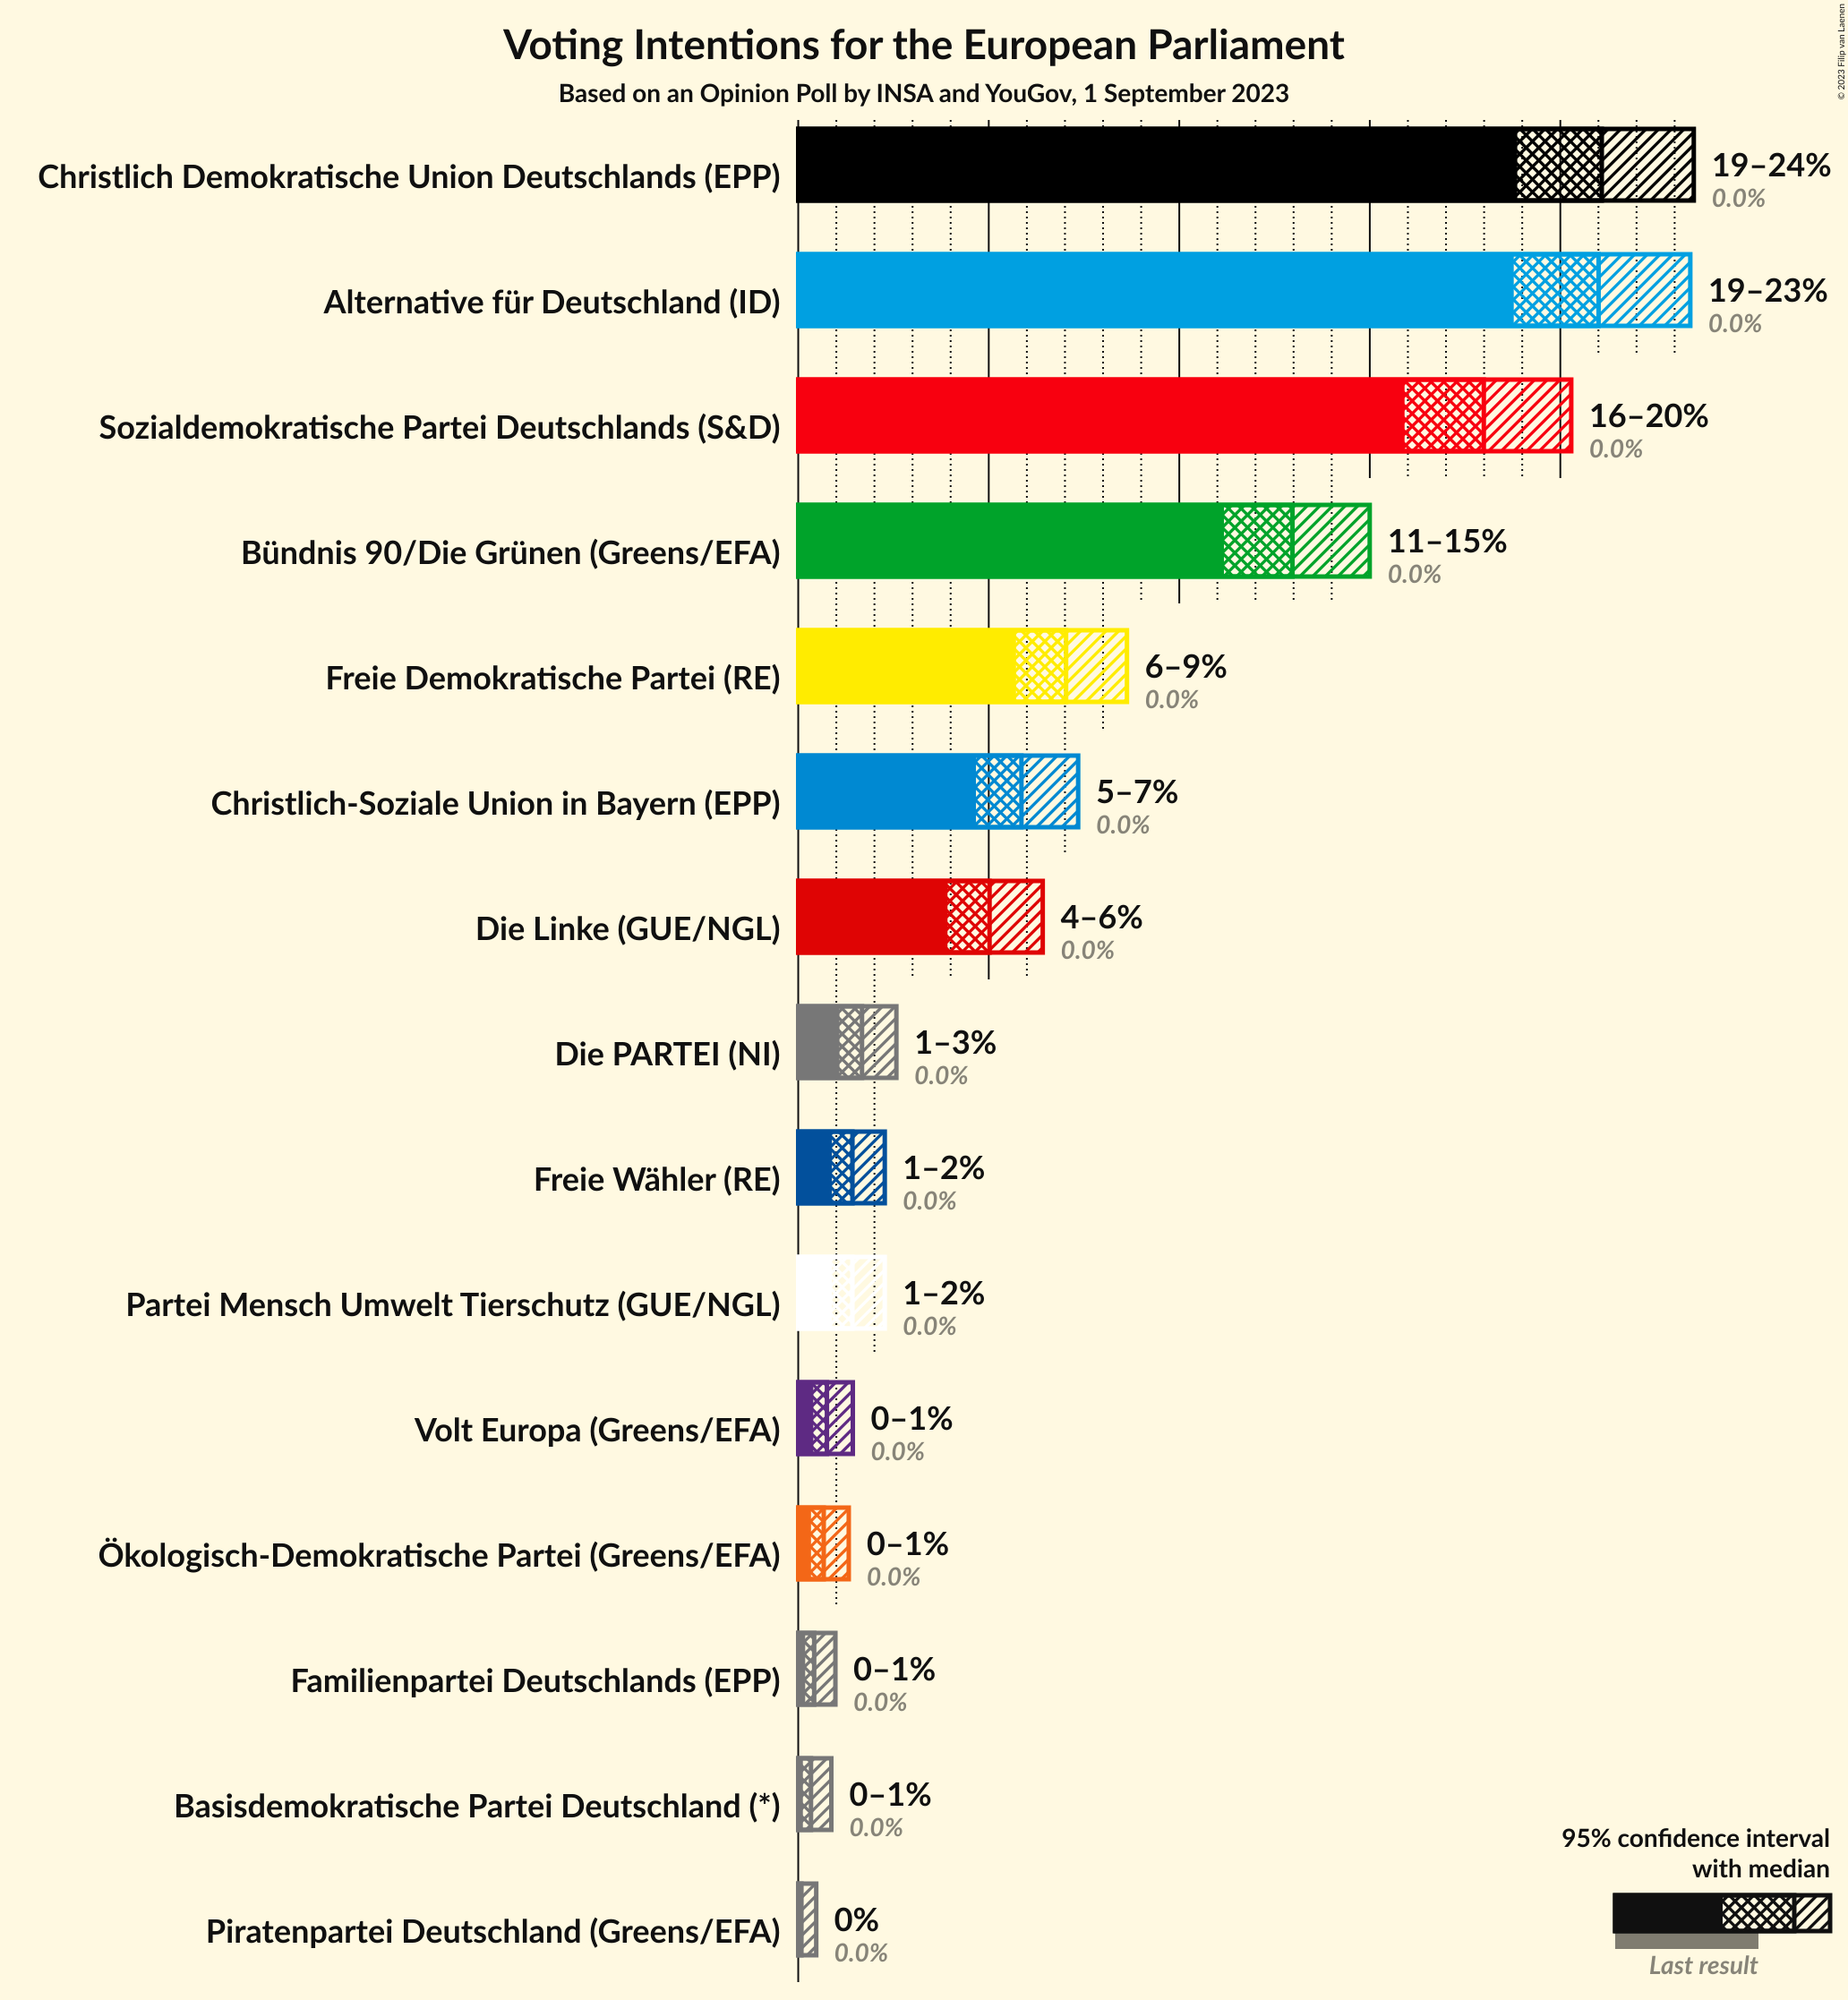 © 2023 Filip van Laenen
Voting Intentions for the European Parliament
Based on an Opinion Poll by INSA and YouGov, 1 September 2023
Christlich Demokratische Union Deutschlands (EPP)
19–24%
0.0%
Alternative für Deutschland (ID)
19–23%
0.0%
Sozialdemokratische Partei Deutschlands (S&D)
16–20%
0.0%
Bündnis 90/Die Grünen (Greens/EFA)
11–15%
0.0%
Freie Demokratische Partei (RE)
6–9%
0.0%
Christlich-Soziale Union in Bayern (EPP)
5–7%
0.0%
Die Linke (GUE/NGL)
4–6%
0.0%
Die PARTEI (NI)
1–3%
0.0%
Freie Wähler (RE)
1–2%
0.0%
Partei Mensch Umwelt Tierschutz (GUE/NGL)
1–2%
0.0%
Volt Europa (Greens/EFA)
0–1%
0.0%
Ökologisch-Demokratische Partei (Greens/EFA)
0–1%
0.0%
Familienpartei Deutschlands (EPP)
0–1%
0.0%
Basisdemokratische Partei Deutschland (*)
0–1%
0.0%
Piratenpartei Deutschland (Greens/EFA)
0%
0.0%
95% confidence interval
with median
Last result